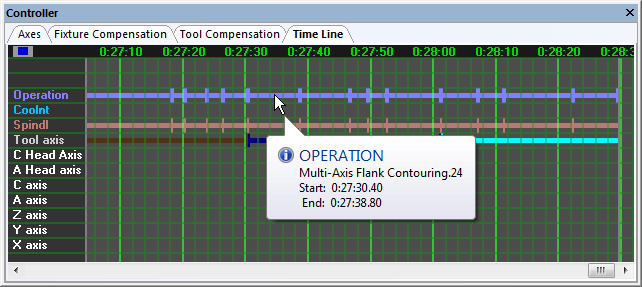 Controller
Axes Fixture Compensation Tool Compensation Time Line
0:27:10 0:27:20 0:27:30 0:27:40 0:27:50 0:28:00 0:28:10 0:28:20 0:28:3
Operation
Coolnt
Spindl
Tool axis
C Head Axis
A Head Axis
C axis
A axis
Z axis
Y axis
X axis
OPERATION
Multi-Axis Flank Contouring.24
Start: 0:27:30.40
End: 0:27:38.80